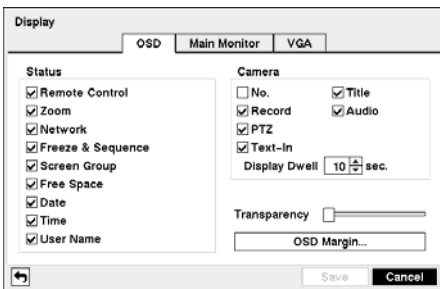 Display
OSD Main Monitor VGA
Status
Remote Control
Zoom
Network
Freeze & Sequence
Screen Group
Free Space
Date
Time
User Name
Camera
No. Title
Record Audio
PTZ
Text-In
Display Dwell 10 sec.
Transparency
OSD Margin...
Save Cancel